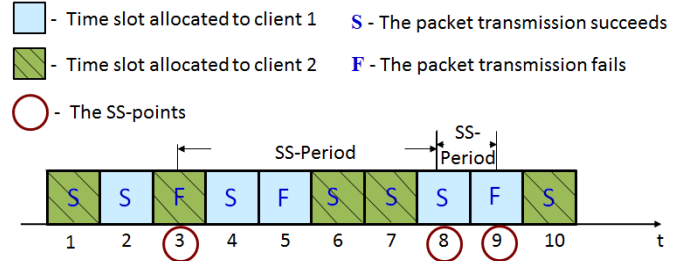 - Time slot allocated to client 1
S - The packet transmission succeeds
- Time slot allocated to client 2
F - The packet transmission fails
- The SS-points
SS-Period
SS-
Period
S S F S F S S S F S
1 2 3 4 5 6 7 8 9 10 t